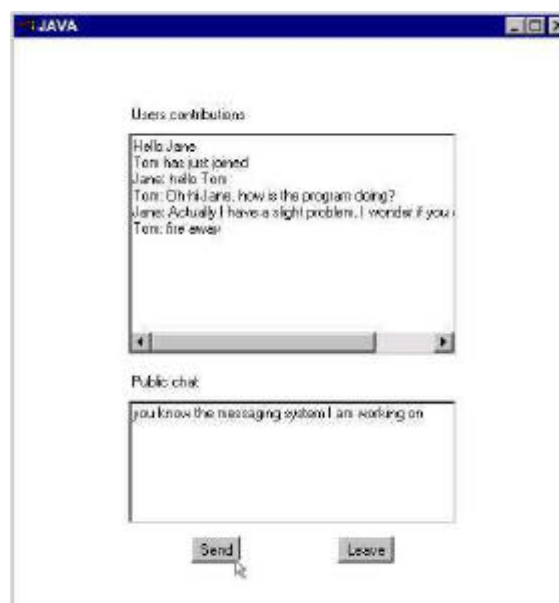 JAVA
Users contributions
Hello Jane
Tom has just joined
Jane: hello Tom
Tom: Oh hi Jane, how is the program doing?
Jane: Actually I have a slight problem, I wonder if you
Tom: fire away
Public chat
you know the messaging system I am working on
Send
Leave